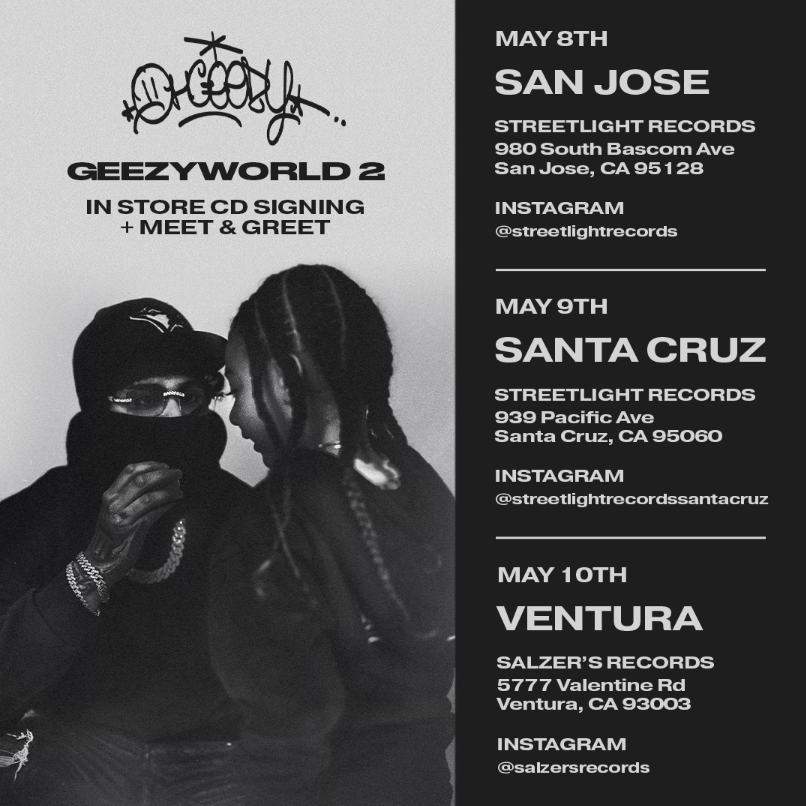 OHGEESY
GEEZYWORLD 2
IN STORE CD SIGNING
+ MEET & GREET
MAY 8TH
SAN JOSE
STREETLIGHT RECORDS
980 South Bascom Ave
San Jose, CA 95128
INSTAGRAM
@streetlightrecords
MAY 9TH
SANTA CRUZ
STREETLIGHT RECORDS
939 Pacific Ave
Santa Cruz, CA 95060
INSTAGRAM
@streetlightrecordssantacruz
MAY 10TH
VENTURA
SALZER'S RECORDS
5777 Valentine Rd
Ventura, CA 93003
INSTAGRAM
@salzersrecords